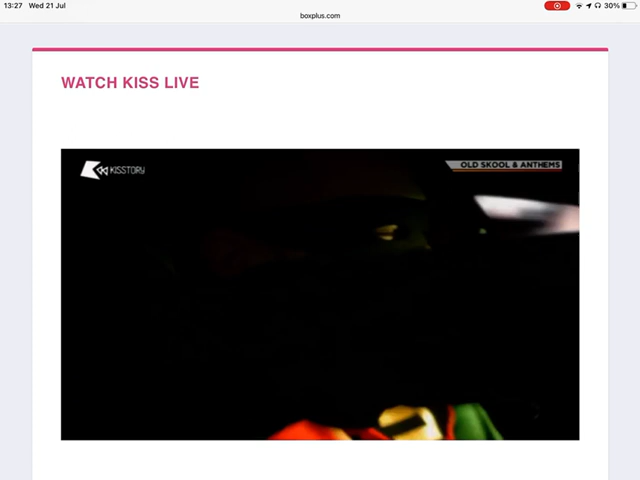 13:27 Wed 21 Jul
30%
boxplus.com
WATCH KISS LIVE
KISSTORY
OLD SKOOL & ANTHEMS